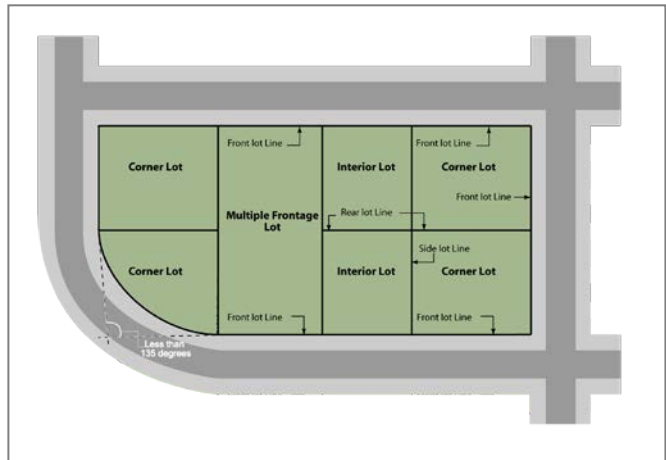 Front lot Line
Front lot Line
Corner Lot
Interior Lot
Corner Lot
Front lot Line
Multiple Frontage
Lot
Rear lot Line
Side lot Line
Corner Lot
Interior Lot
Corner Lot
Front lot Line
Front lot Line
Less than
135 degrees